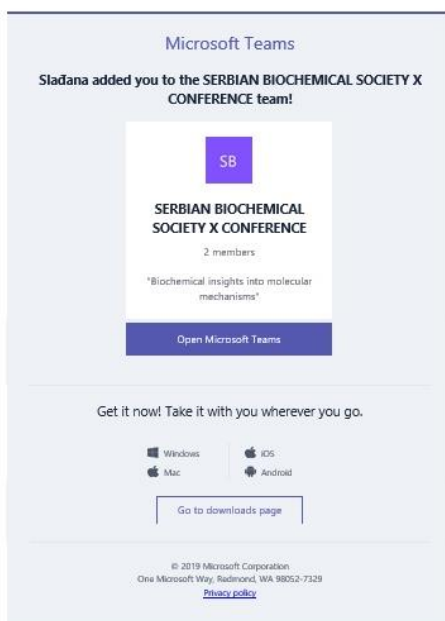 Microsoft Teams
Slađana added you to the SERBIAN BIOCHEMICAL SOCIETY X
CONFERENCE team!
SB
SERBIAN BIOCHEMICAL
SOCIETY X CONFERENCE
2 members
"Biochemical insights into molecular
mechanisms"
Open Microsoft Teams
Get it now! Take it with you wherever you go.
Windows
iOS
Mac
Android
Go to downloads page
© 2019 Microsoft Corporation
One Microsoft Way, Redmond, WA 98052-7329
Privacy policy